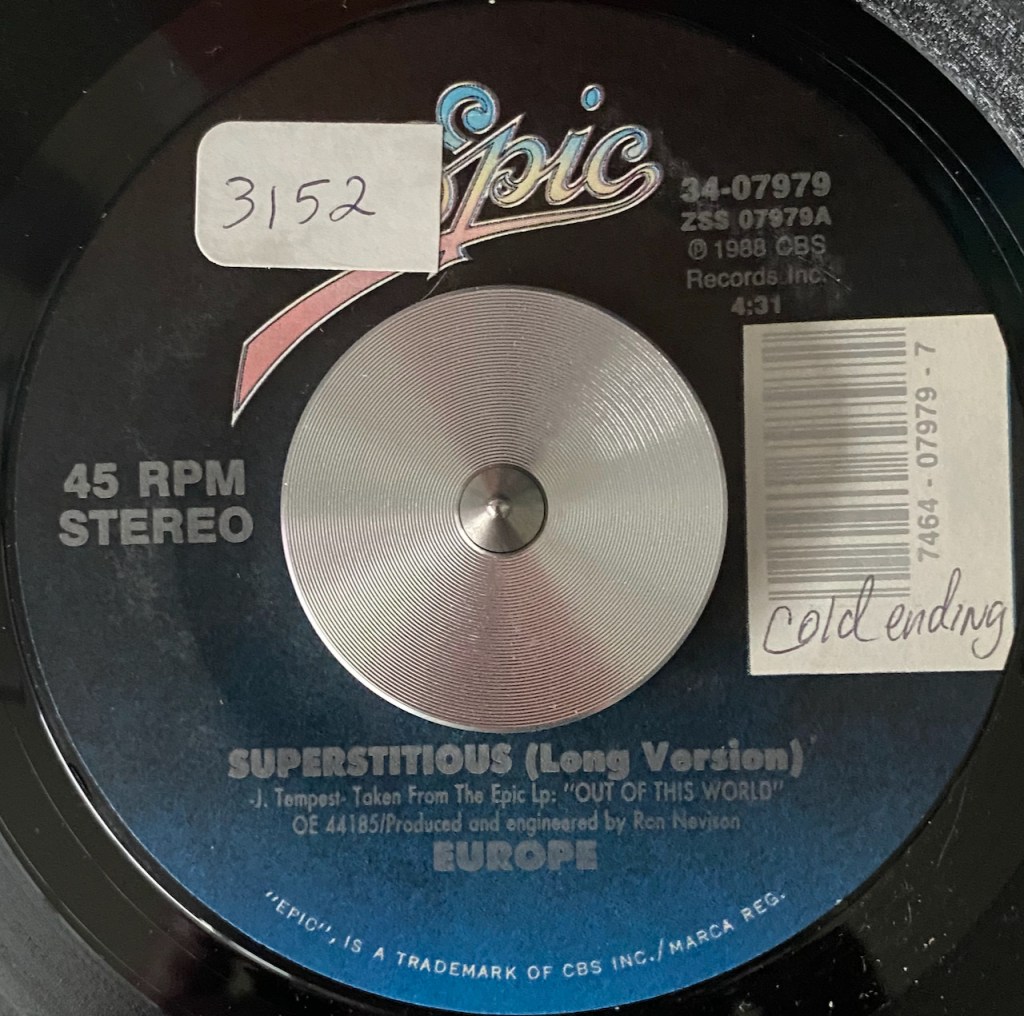 3152
Epic
34-07979
ZSS 07979A
℗ 1988 CBS
Records Inc.
4:31
7464-07979-7
cold ending
45 RPM
STEREO
SUPERSTITIOUS (Long Version)
-J. Tempest- Taken From The Epic Lp: "OUT OF THIS WORLD"
OE 44185/Produced and engineered by Ron Nevison
EUROPE
"EPIC", IS A TRADEMARK OF CBS INC./MARCA REG.